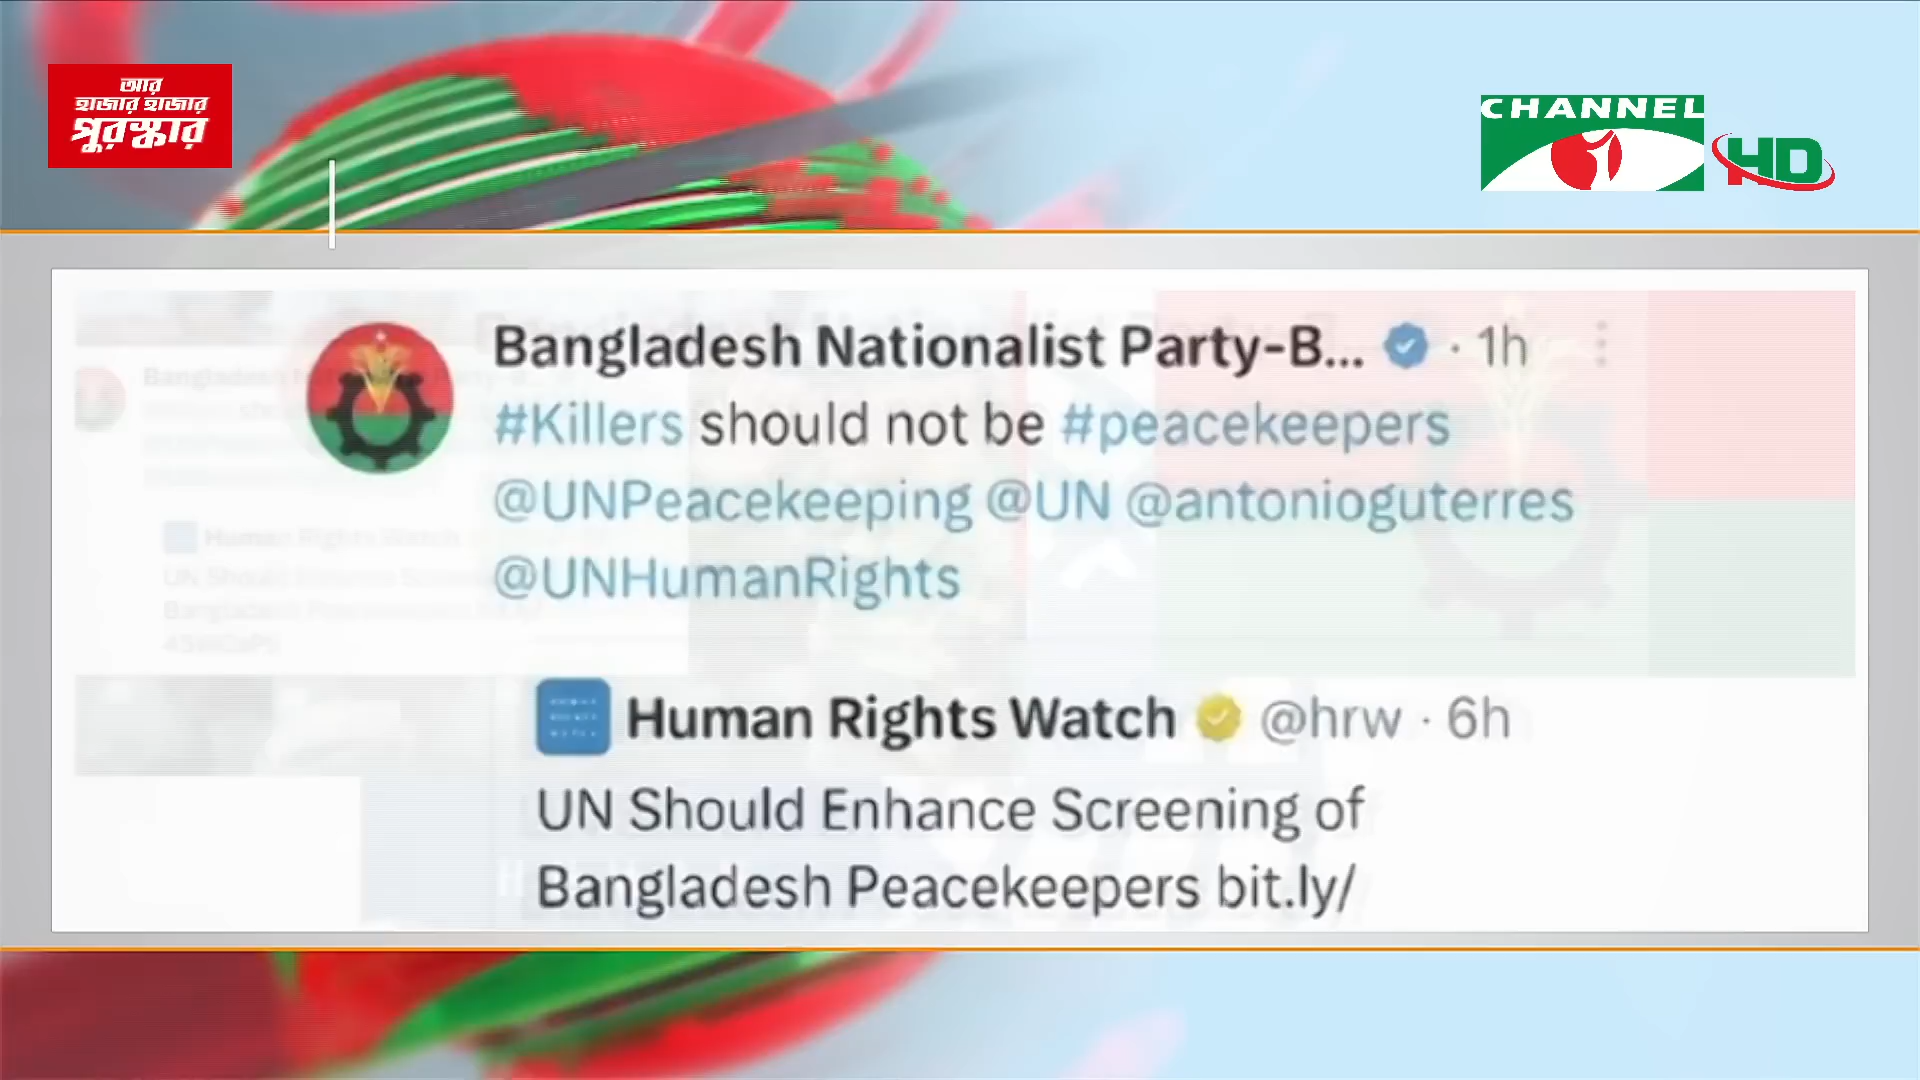 আর
হাজার হাজার
পুরস্কার
CHANNEL
HD
Bangladesh Nationalist Party-B... · 1h
#Killers should not be #peacekeepers
@UNPeacekeeping @UN @antonioguterres
@UNHumanRights
Human Rights Watch @hrw · 6h
UN Should Enhance Screening of
Bangladesh Peacekeepers bit.ly/